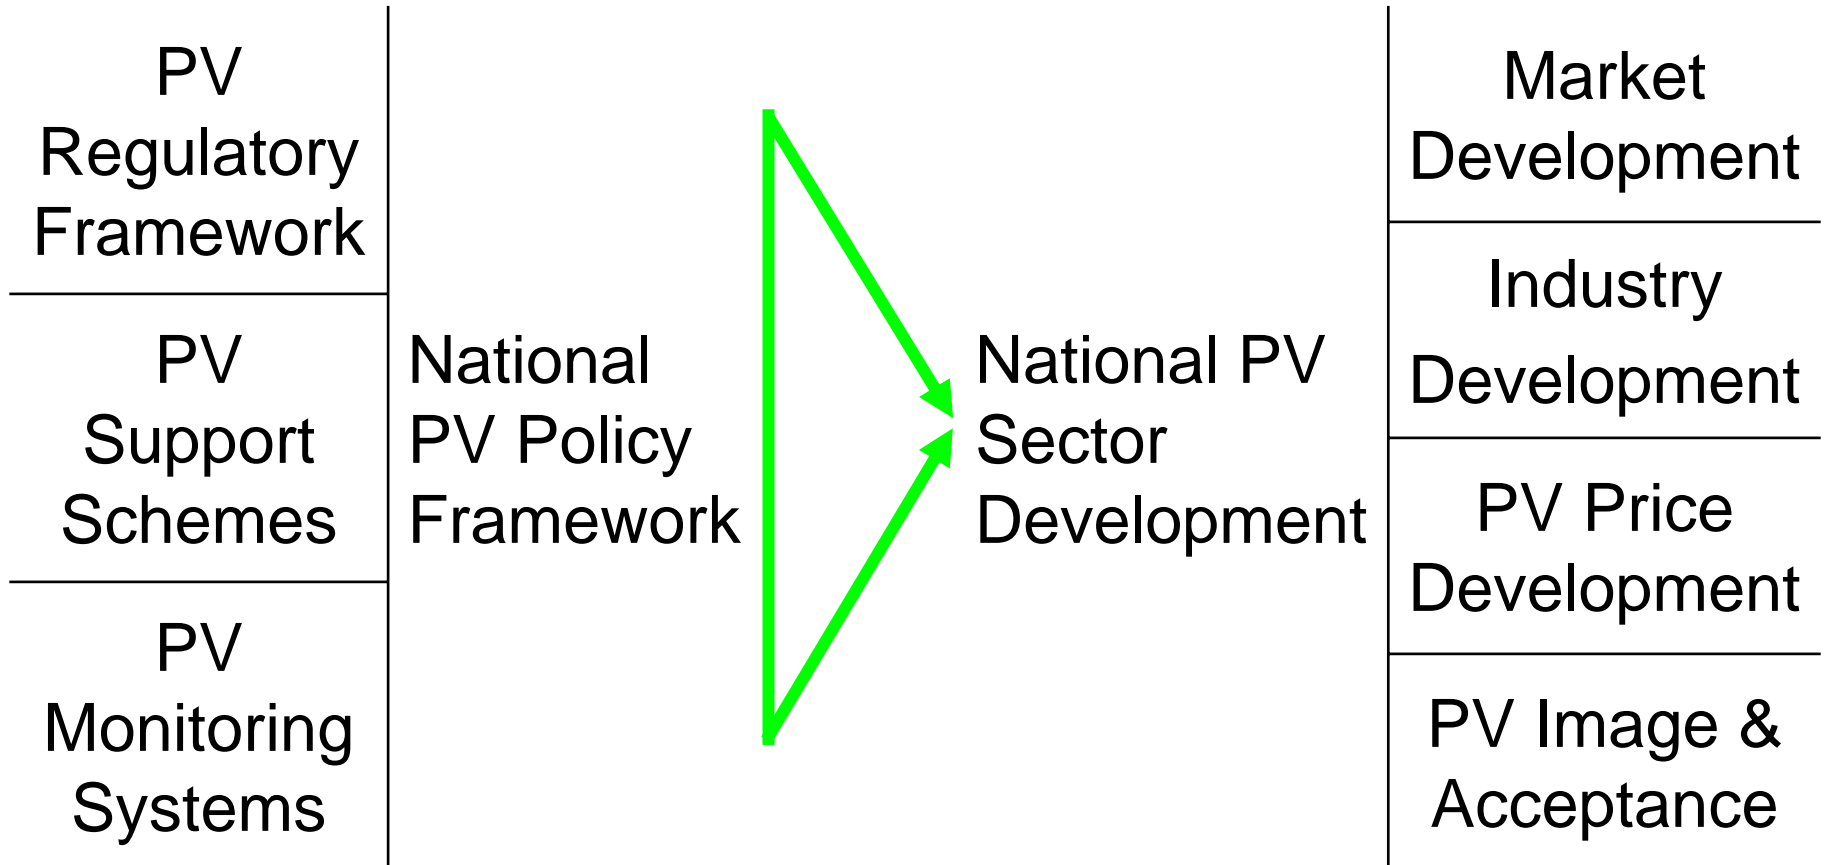 PV
Regulatory
Framework
PV
Support
Schemes
PV
Monitoring
Systems
National
PV Policy
Framework
National PV
Sector
Development
Market
Development
Industry
Development
PV Price
Development
PV Image &
Acceptance